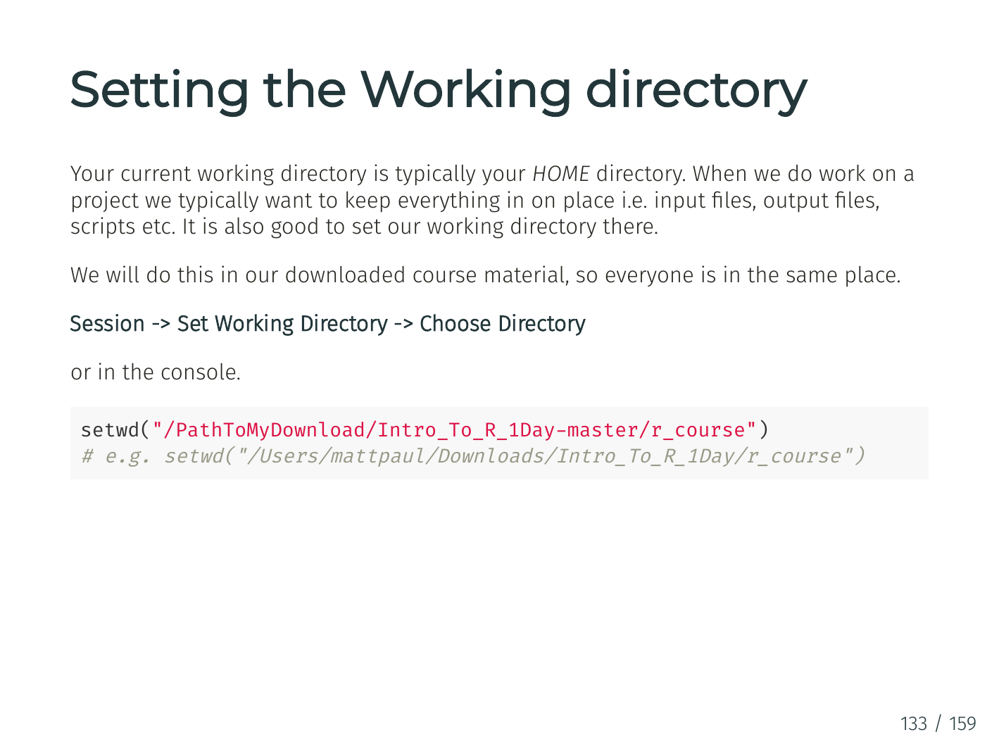 Setting the Working directory
Your current working directory is typically your HOME directory. When we do work on a
project we typically want to keep everything in on place i.e. input files, output files,
scripts etc. It is also good to set our working directory there.
We will do this in our downloaded course material, so everyone is in the same place.
Session -> Set Working Directory -> Choose Directory
or in the console.
setwd("/PathToMyDownload/Intro_To_R_1Day-master/r_course")
# e.g. setwd("/Users/mattpaul/Downloads/Intro_To_R_1Day/r_course")
133 / 159